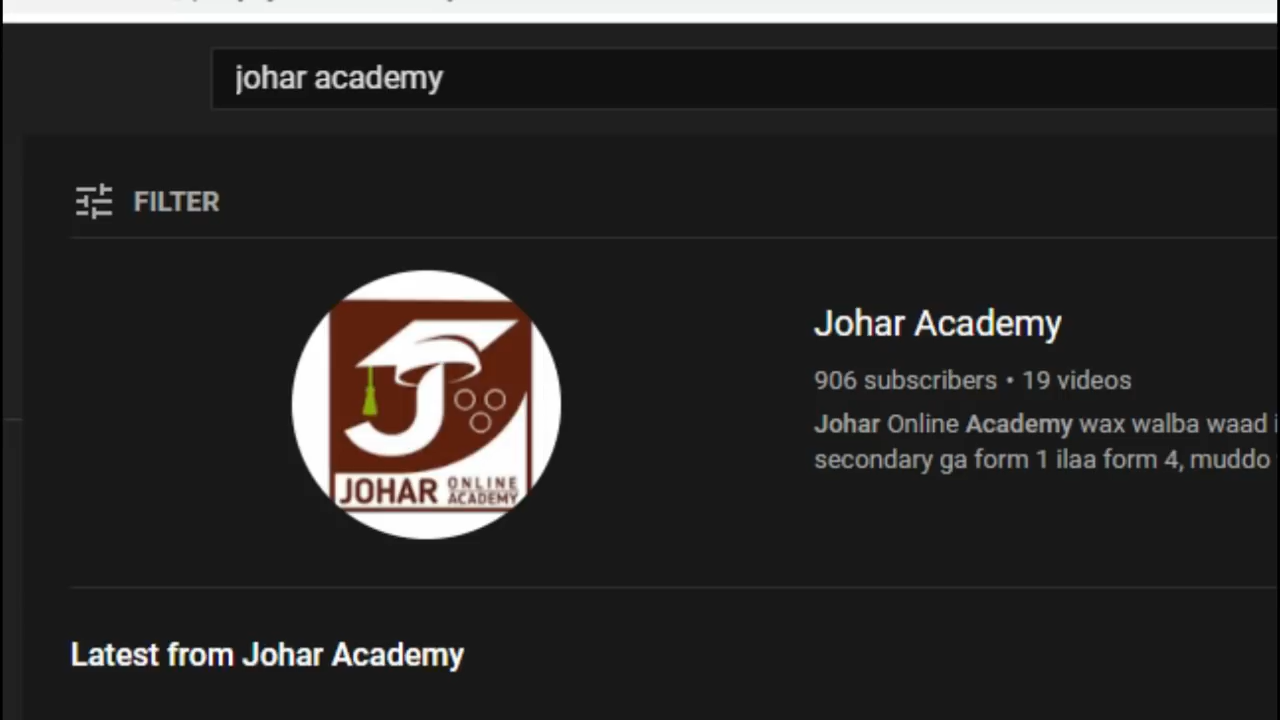 johar academy
FILTER
JOHAR ONLINE ACADEMY
Johar Academy
906 subscribers • 19 videos
Johar Online Academy wax walba waad
secondary ga form 1 ilaa form 4, muddo
Latest from Johar Academy